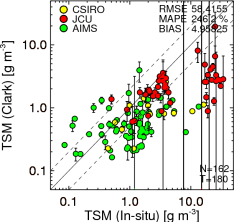 CSIRO
JCU
AIMS
RMSE 58.4155
MAPE 246.2 %
BIAS 4.95825
TSM (Clark) [g m⁻³]
10.0
1.0
0.1
N=162
T=180
0.1 1.0 10.0
TSM (In-situ) [g m⁻³]